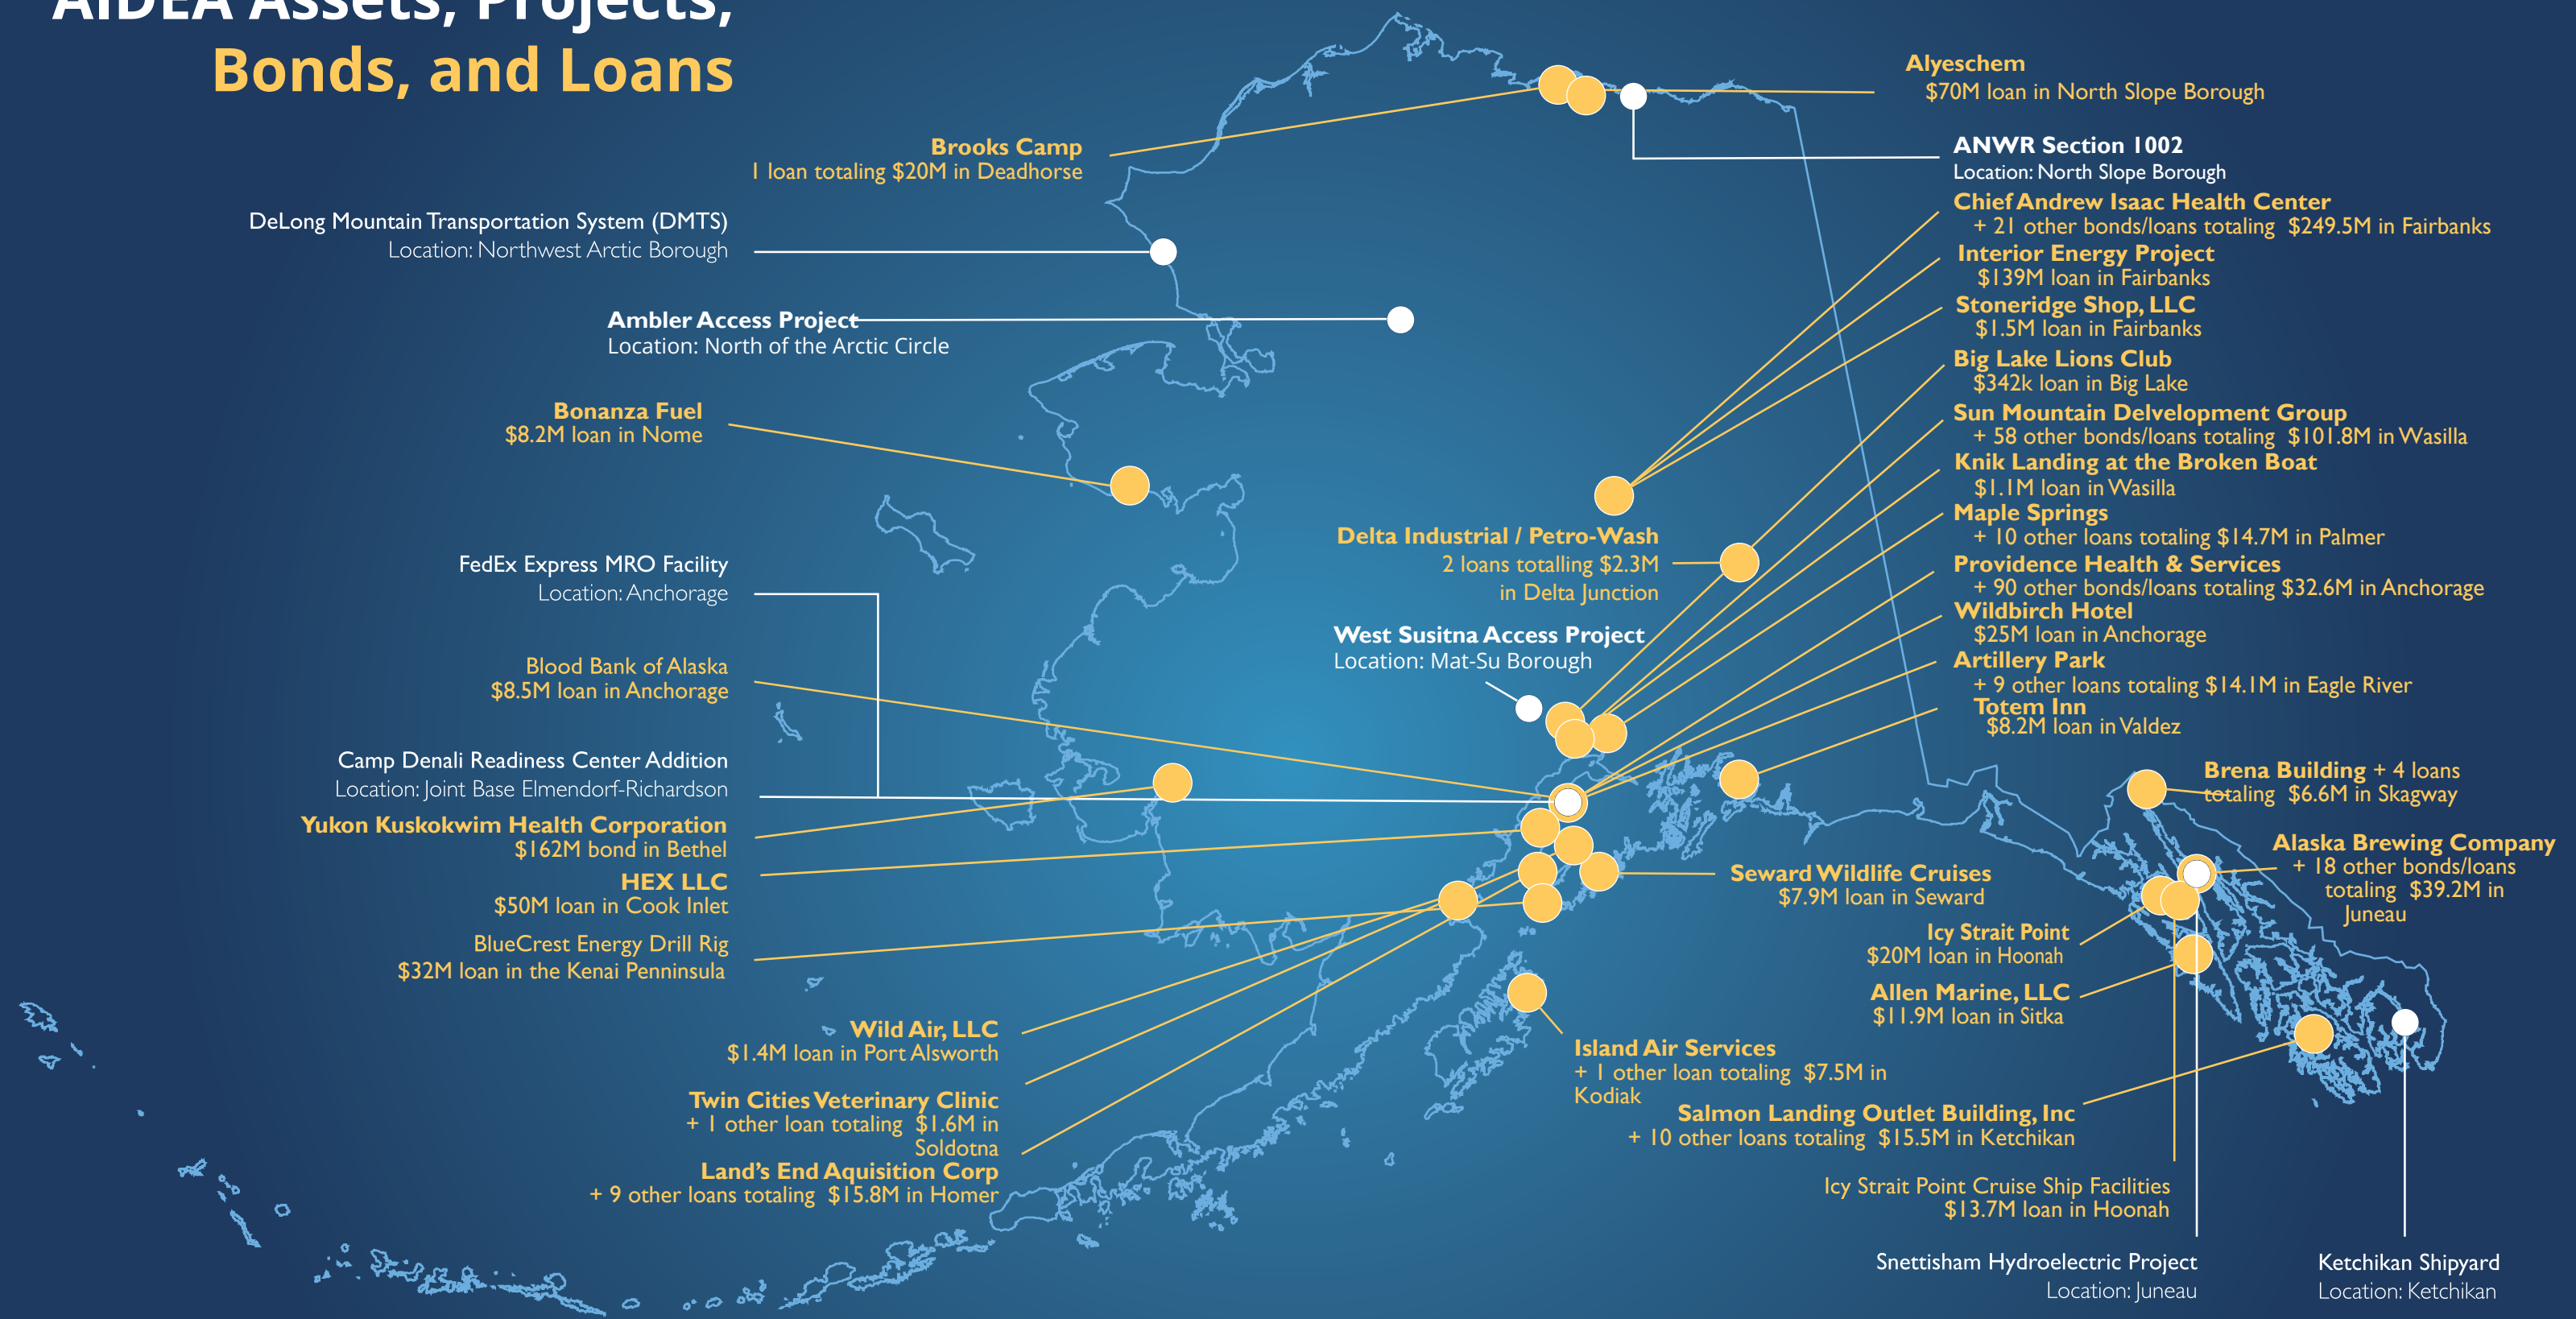 AIDEA Assets, Projects,
Bonds, and Loans
Brooks Camp
1 loan totaling $20M in Deadhorse
DeLong Mountain Transportation System (DMTS)
Location: Northwest Arctic Borough
Ambler Access Project
Location: North of the Arctic Circle
Bonanza Fuel
$8.2M loan in Nome
FedEx Express MRO Facility
Location: Anchorage
Blood Bank of Alaska
$8.5M loan in Anchorage
Camp Denali Readiness Center Addition
Location: Joint Base Elmendorf-Richardson
Yukon Kuskokwim Health Corporation
$162M bond in Bethel
HEX LLC
$50M loan in Cook Inlet
BlueCrest Energy Drill Rig
$32M loan in the Kenai Penninsula
Wild Air, LLC
$1.4M loan in Port Alsworth
Twin Cities Veterinary Clinic
+ 1 other loan totaling $1.6M in
Soldotna
Land's End Aquisition Corp
+ 9 other loans totaling $15.8M in Homer
Delta Industrial / Petro-Wash
2 loans totalling $2.3M
in Delta Junction
West Susitna Access Project
Location: Mat-Su Borough
Alyeschem
$70M loan in North Slope Borough
ANWR Section 1002
Location: North Slope Borough
Chief Andrew Isaac Health Center
+ 21 other bonds/loans totaling $249.5M in Fairbanks
Interior Energy Project
$139M loan in Fairbanks
Stoneridge Shop, LLC
$1.5M loan in Fairbanks
Big Lake Lions Club
$342k loan in Big Lake
Sun Mountain Delvelopment Group
+ 58 other bonds/loans totaling $101.8M in Wasilla
Knik Landing at the Broken Boat
$1.1M loan in Wasilla
Maple Springs
+ 10 other loans totaling $14.7M in Palmer
Providence Health & Services
+ 90 other bonds/loans totaling $32.6M in Anchorage
Wildbirch Hotel
$25M loan in Anchorage
Artillery Park
+ 9 other loans totaling $14.1M in Eagle River
Totem Inn
$8.2M loan in Valdez
Brena Building + 4 loans
totaling $6.6M in Skagway
Alaska Brewing Company
+ 18 other bonds/loans
totaling $39.2M in
Juneau
Seward Wildlife Cruises
$7.9M loan in Seward
Icy Strait Point
$20M loan in Hoonah
Allen Marine, LLC
$11.9M loan in Sitka
Island Air Services
+ 1 other loan totaling $7.5M in
Kodiak
Salmon Landing Outlet Building, Inc
+ 10 other loans totaling $15.5M in Ketchikan
Icy Strait Point Cruise Ship Facilities
$13.7M loan in Hoonah
Snettisham Hydroelectric Project
Location: Juneau
Ketchikan Shipyard
Location: Ketchikan